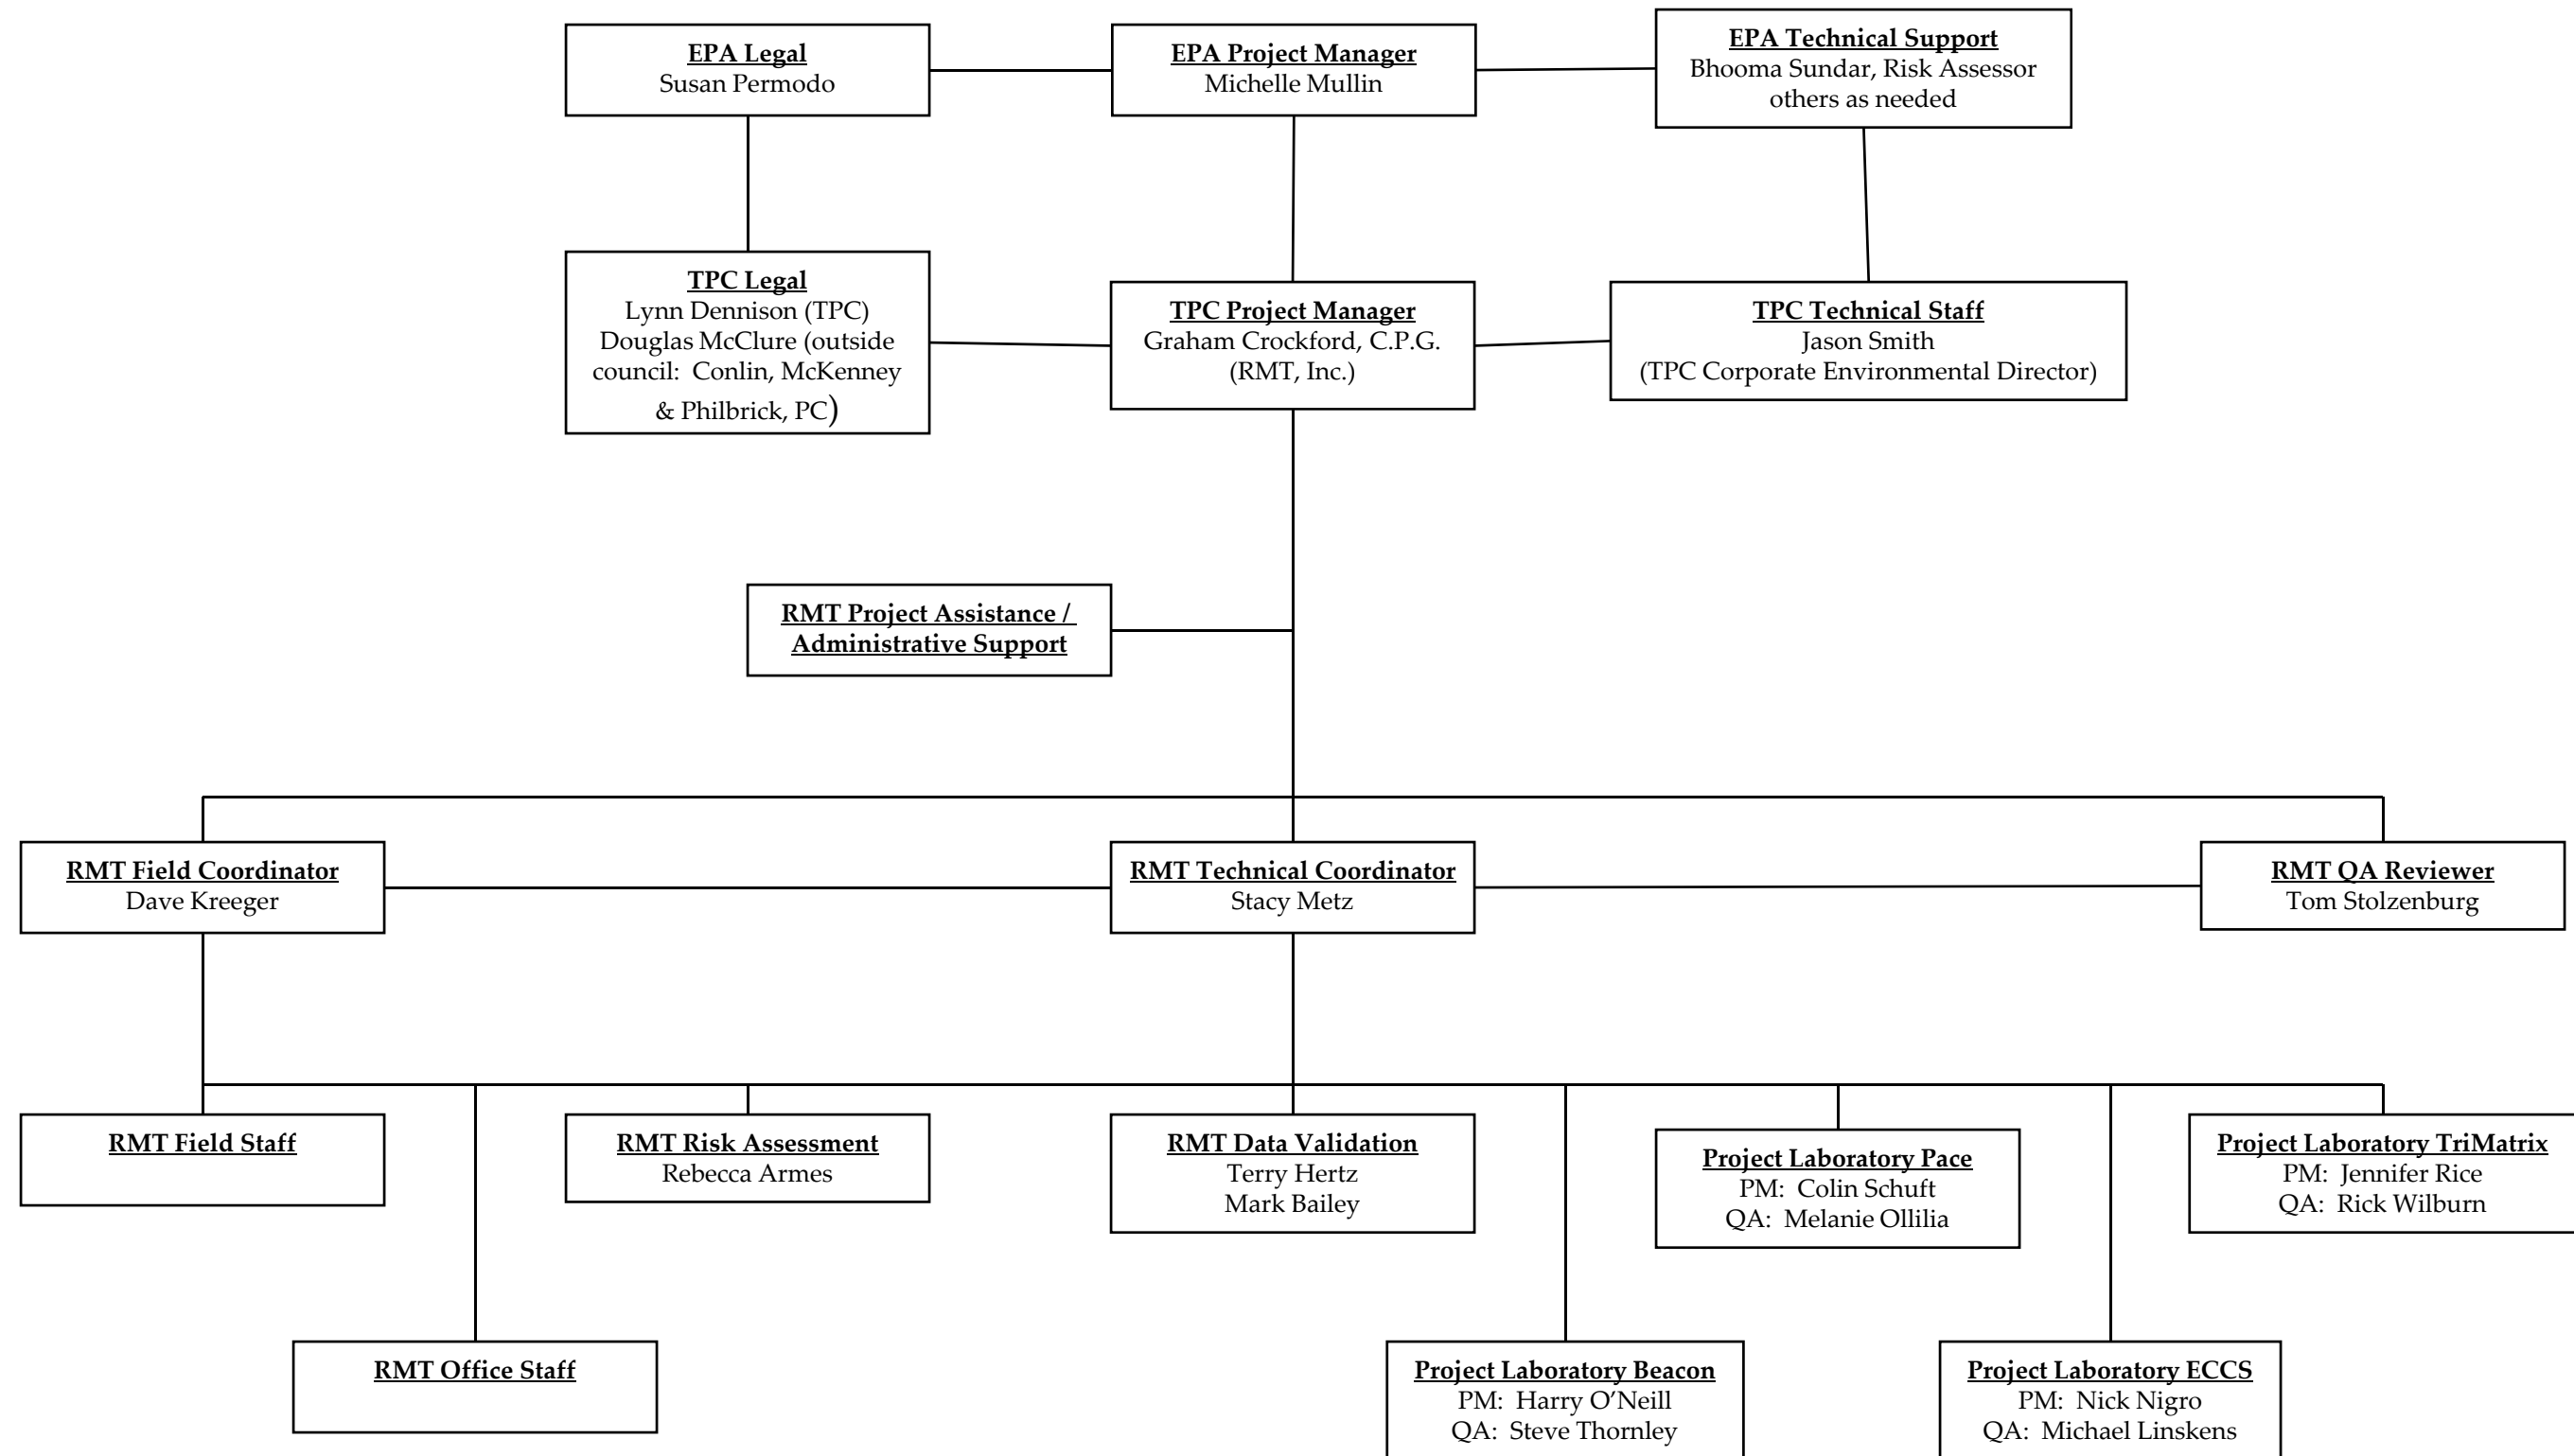 EPA Legal
Susan Permodo
EPA Project Manager
Michelle Mullin
EPA Technical Support
Bhooma Sundar, Risk Assessor
others as needed
TPC Legal
Lynn Dennison (TPC)
Douglas McClure (outside
council:  Conlin, McKenney
& Philbrick, PC)
TPC Project Manager
Graham Crockford, C.P.G.
(RMT, Inc.)
TPC Technical Staff
Jason Smith
(TPC Corporate Environmental Director)
RMT Project Assistance /
Administrative Support
RMT Field Coordinator
Dave Kreeger
RMT Technical Coordinator
Stacy Metz
RMT QA Reviewer
Tom Stolzenburg
RMT Field Staff
RMT Risk Assessment
Rebecca Armes
RMT Data Validation
Terry Hertz
Mark Bailey
Project Laboratory Pace
PM:  Colin Schuft
QA:  Melanie Ollilia
Project Laboratory TriMatrix
PM:  Jennifer Rice
QA:  Rick Wilburn
RMT Office Staff
Project Laboratory Beacon
PM:  Harry O’Neill
QA:  Steve Thornley
Project Laboratory ECCS
PM:  Nick Nigro
QA:  Michael Linskens